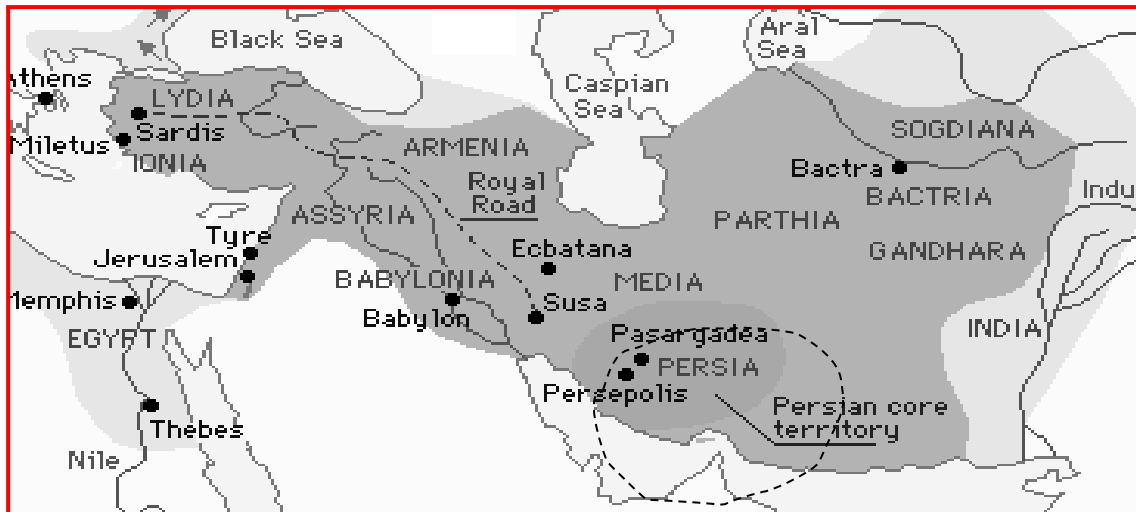 Black Sea
Aral
Sea
Athens
Caspian
Sea
LYDIA
Sardis
Miletus
IONIA
ARMENIA
SOGDIANA
Bactra
BACTRIA
Indu
Royal
Road
ASSYRIA
PARTHIA
Tyre
Jerusalem
Ecbatana
GANDHARA
BABYLONIA
MEDIA
Memphis
Babylon
Susa
EGYPT
INDIA
Pasargadea
PERSIA
Persepolis
Persian core
territory
Thebes
Nile